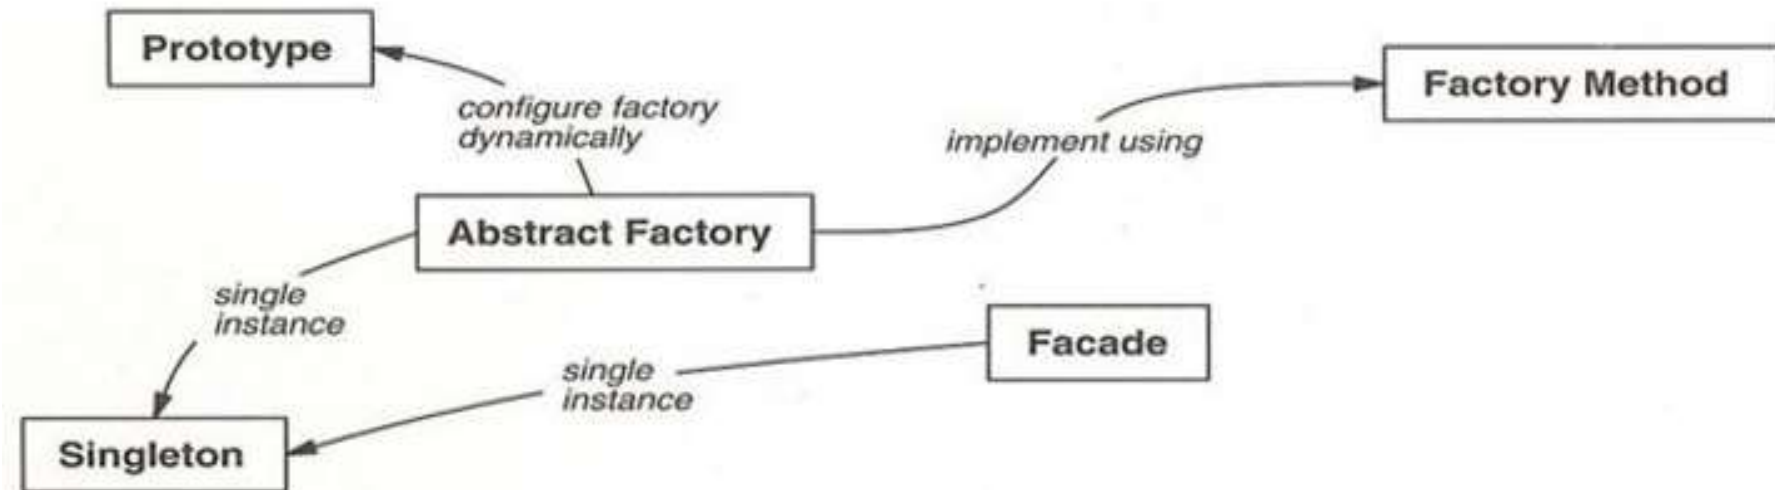 Prototype
Factory Method
configure factory
dynamically
implement using
Abstract Factory
single
instance
Facade
single
instance
Singleton